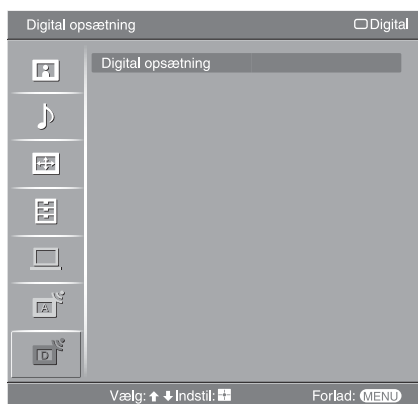 Digital opsætning Digital
Digital opsætning
A
D
Vælg: Indstil: Forlad: MENU